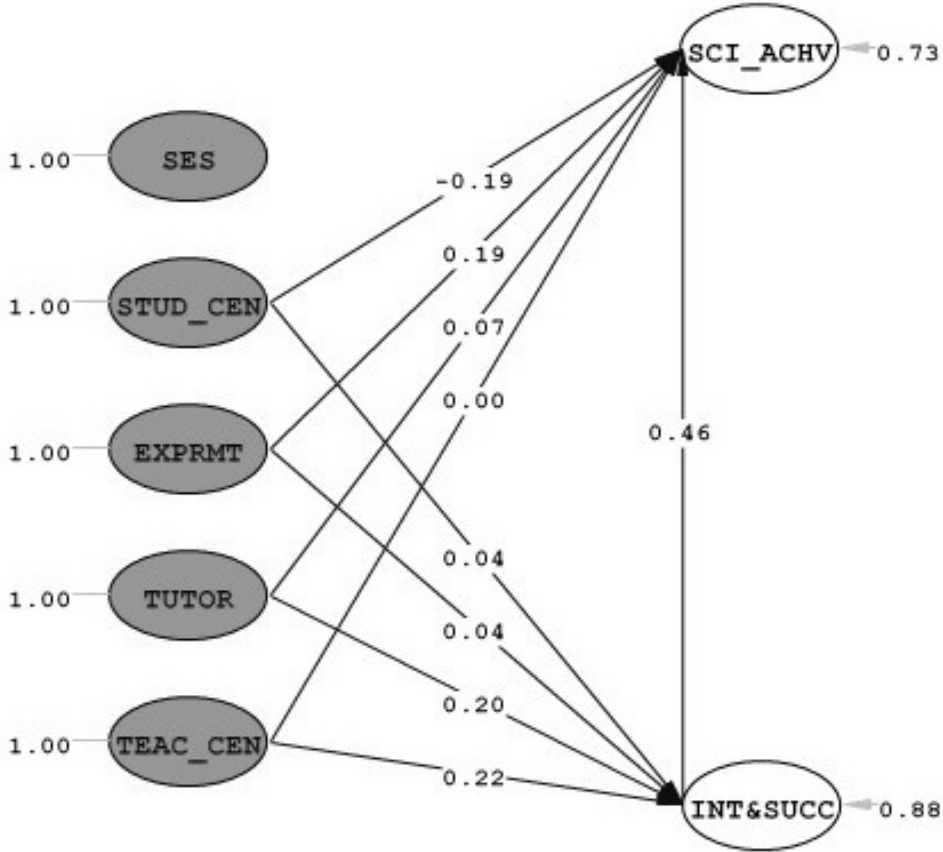 SCI_ACHV 0.73
1.00 SES
-0.19
0.19
1.00 STUD_CEN
0.07
0.00
0.46
1.00 EXPRMT
0.04
1.00 TUTOR
0.04
0.20
1.00 TEAC_CEN
0.22
INT&SUCC 0.88